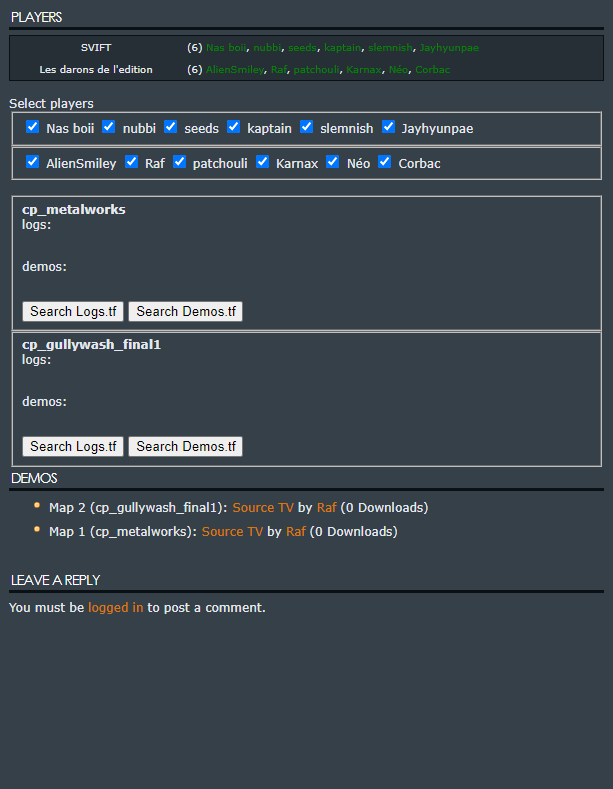 PLAYERS
SVIFT (6) Nas boii, nubbi, seeds, kaptain, slemnish, Jayhyunpae
Les darons de l'edition (6) AlienSmiley, Raf, patchouli, Karnax, Néo, Corbac
Select players
Nas boii nubbi seeds kaptain slemnish Jayhyunpae
AlienSmiley Raf patchouli Karnax Néo Corbac
cp_metalworks
logs:
demos:
Search Logs.tf Search Demos.tf
cp_gullywash_final1
logs:
demos:
Search Logs.tf Search Demos.tf
DEMOS
Map 2 (cp_gullywash_final1): Source TV by Raf (0 Downloads)
Map 1 (cp_metalworks): Source TV by Raf (0 Downloads)
LEAVE A REPLY
You must be logged in to post a comment.